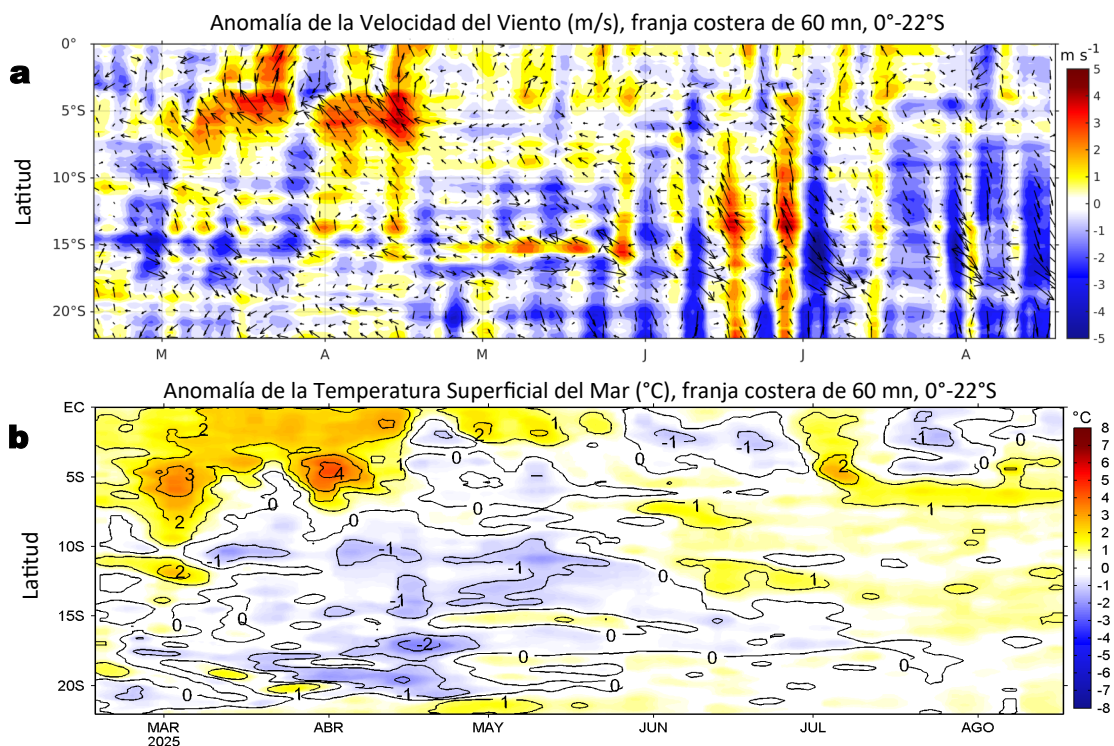 Anomalía de la Velocidad del Viento (m/s), franja costera de 60 mn, 0°-22°S
a
m s⁻¹
0°
5°S
10°S
15°S
20°S
Latitud
M A M J J A
5
4
3
2
1
0
-1
-2
-3
-4
-5
Anomalía de la Temperatura Superficial del Mar (°C), franja costera de 60 mn, 0°-22°S
b
°C
EC
5S
10S
15S
20S
Latitud
2 2 1 -1 -1 -1 0
3 4 1 0 2
0 0 1 1
2 0
-1 -1 -1
2 0 1
-1
0 0 0
-2 0 0
1 0 1 1
MAR ABR MAY JUN JUL AGO
2025
8
7
6
5
4
3
2
1
0
-1
-2
-3
-4
-5
-6
-7
-8